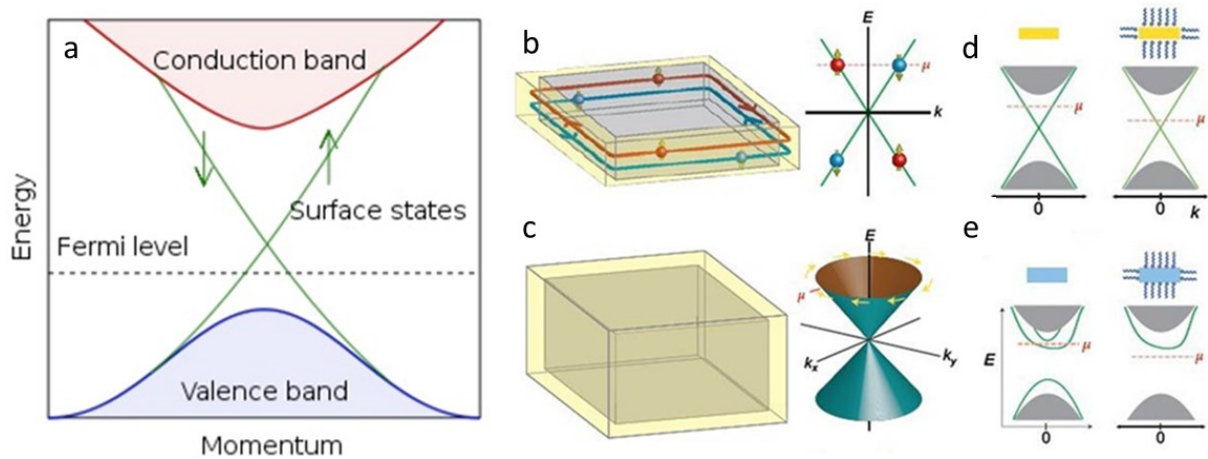 a
Conduction band
Surface states
Fermi level
Valence band
Energy
Momentum
b
E
μ
k
c
E
μ
kx
ky
d
μ
μ
0
0
k
e
E
μ
μ
0
0